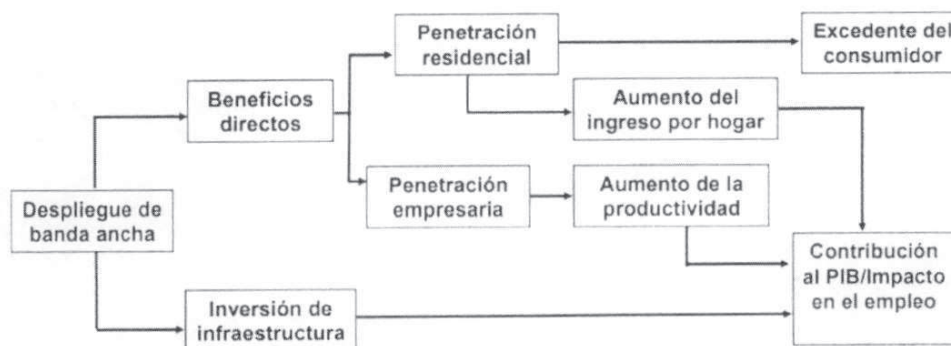 Penetración
residencial
Excedente del
consumidor
Beneficios
directos
Aumento del
ingreso por hogar
Penetración
empresaria
Aumento de la
productividad
Despliegue de
banda ancha
Contribución
al PIB/Impacto
en el empleo
Inversión de
infraestructura